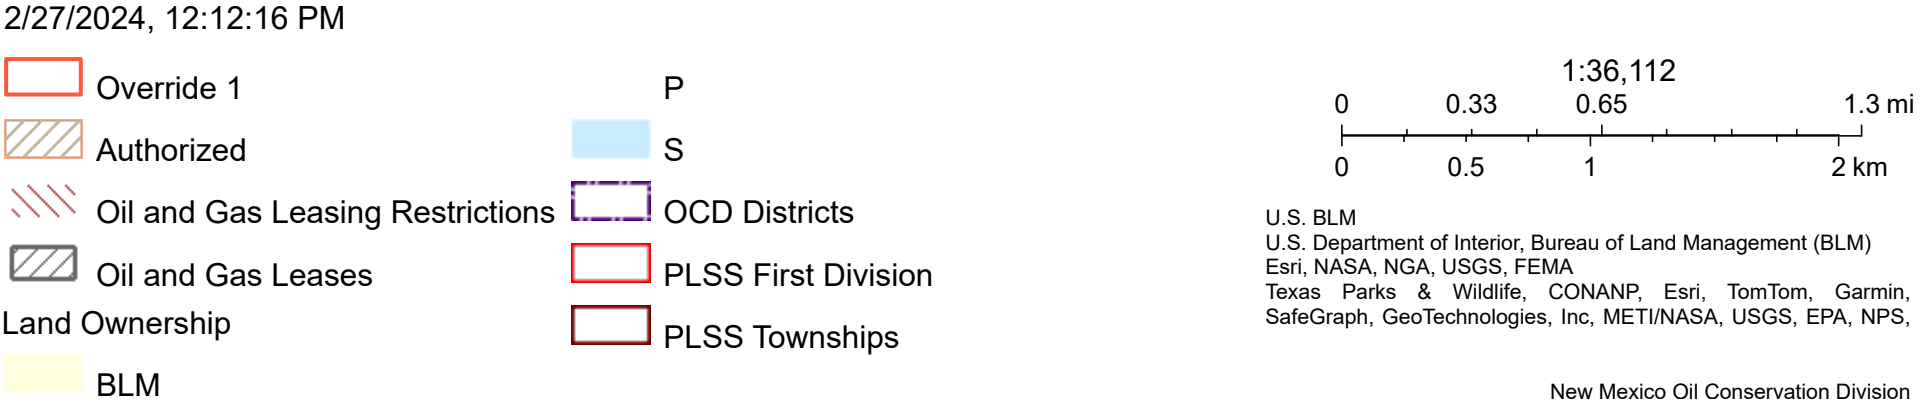 2/27/2024, 12:12:16 PM
Override 1
Authorized
Oil and Gas Leasing Restrictions
Oil and Gas Leases
Land Ownership
BLM
P
S
OCD Districts
PLSS First Division
PLSS Townships
1:36,112
0 0.33 0.65 1.3 mi
0 0.5 1 2 km
U.S. BLM
U.S. Department of Interior, Bureau of Land Management (BLM)
Esri, NASA, NGA, USGS, FEMA
Texas Parks & Wildlife, CONANP, Esri, TomTom, Garmin,
SafeGraph, GeoTechnologies, Inc, METI/NASA, USGS, EPA, NPS,
New Mexico Oil Conservation Division